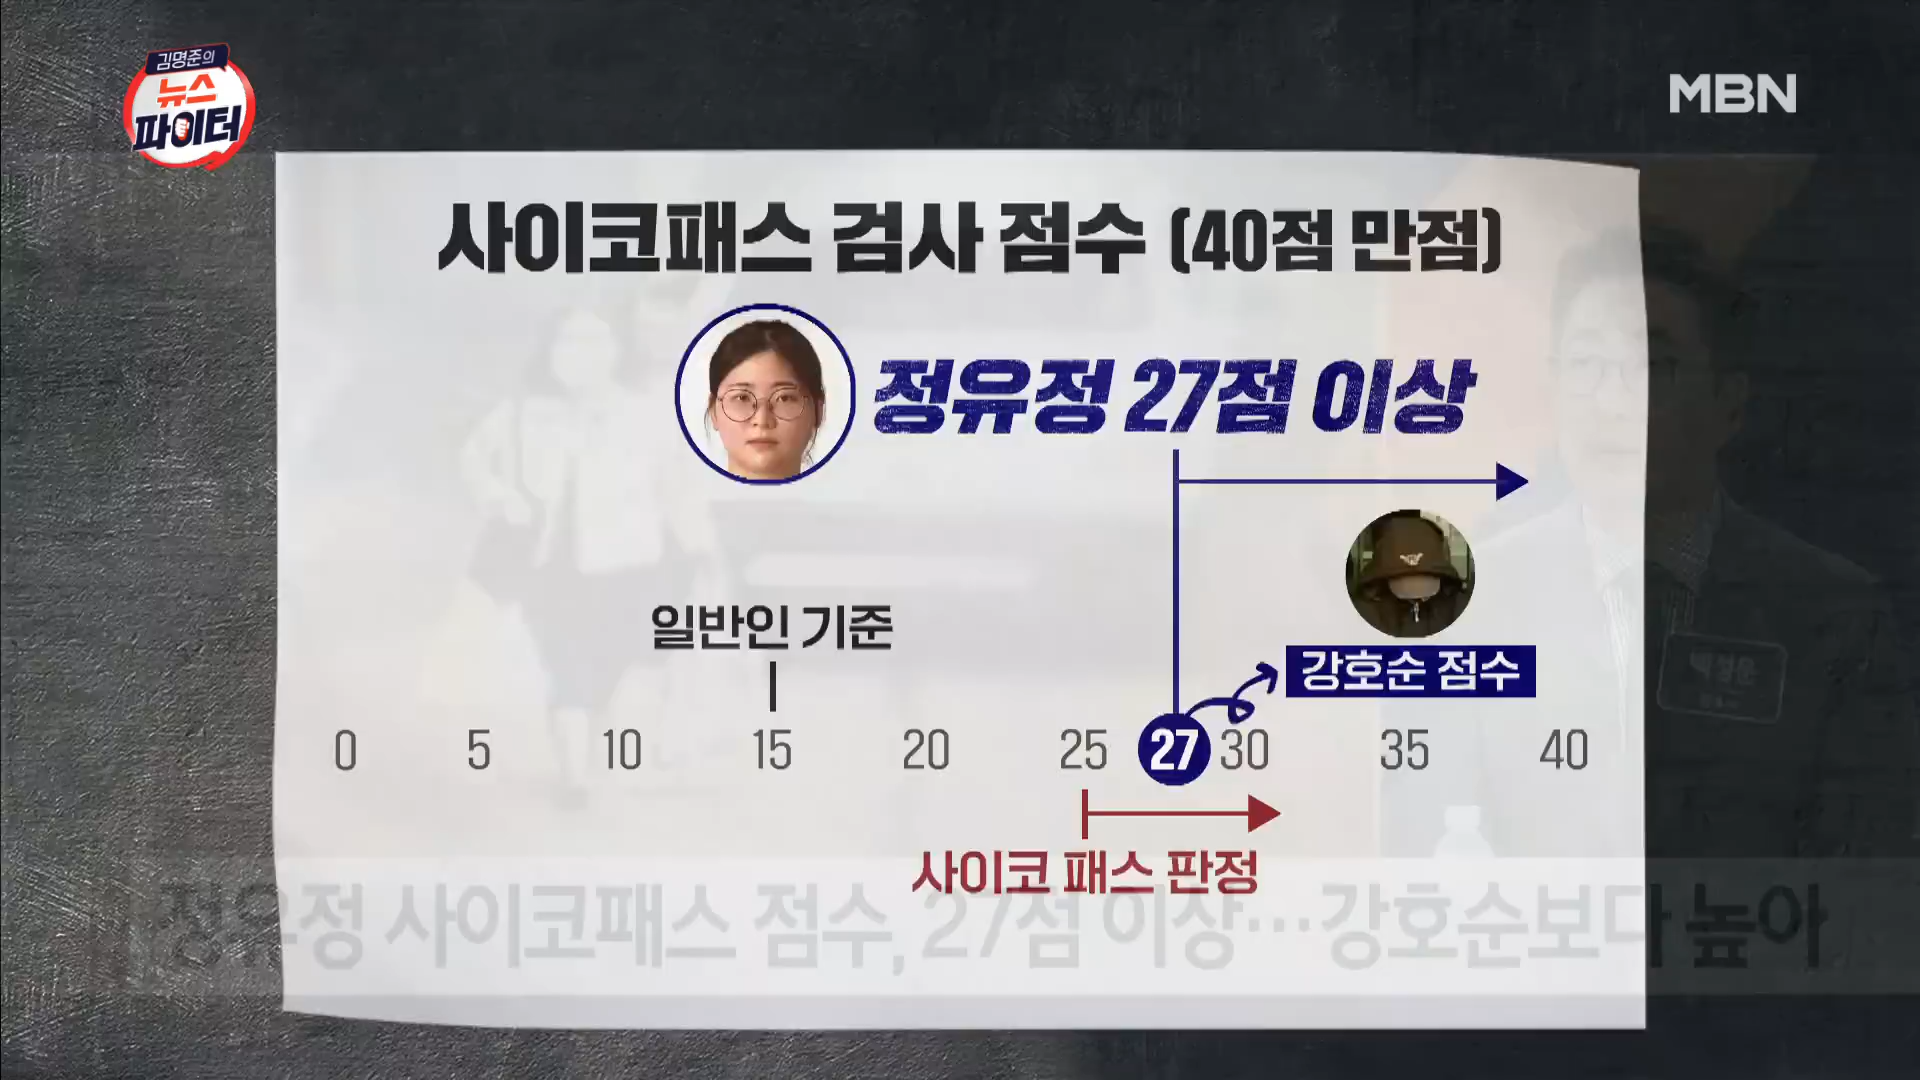 김명준의
뉴스
파이터
MBN
사이코패스 검사 점수 (40점 만점)
정유정 27점 이상
일반인 기준
강호순 점수
0 5 10 15 20 25 27 30 35 40
사이코 패스 판정
정유정 사이코패스 점수, 27점 이상…강호순보다 높아